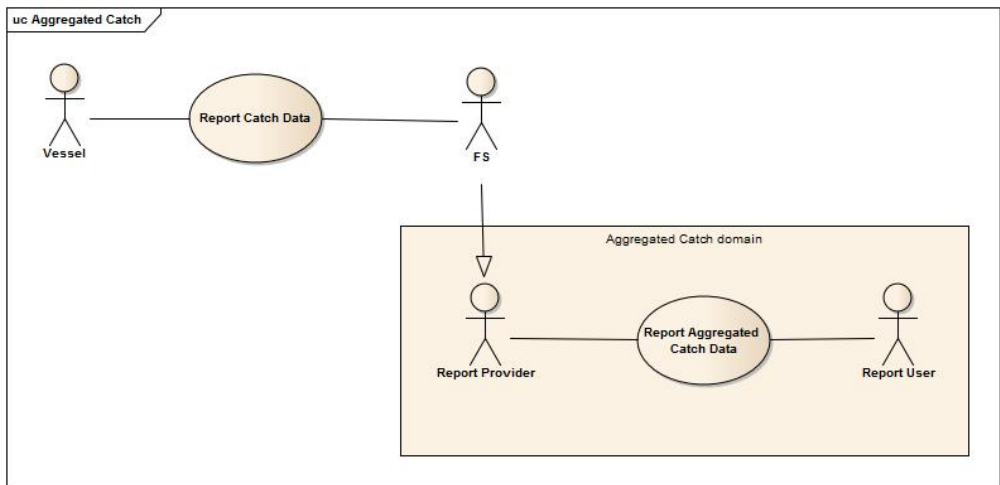 uc Aggregated Catch
Report Catch Data
Vessel
FS
Aggregated Catch domain
Report Aggregated
Catch Data
Report Provider
Report User